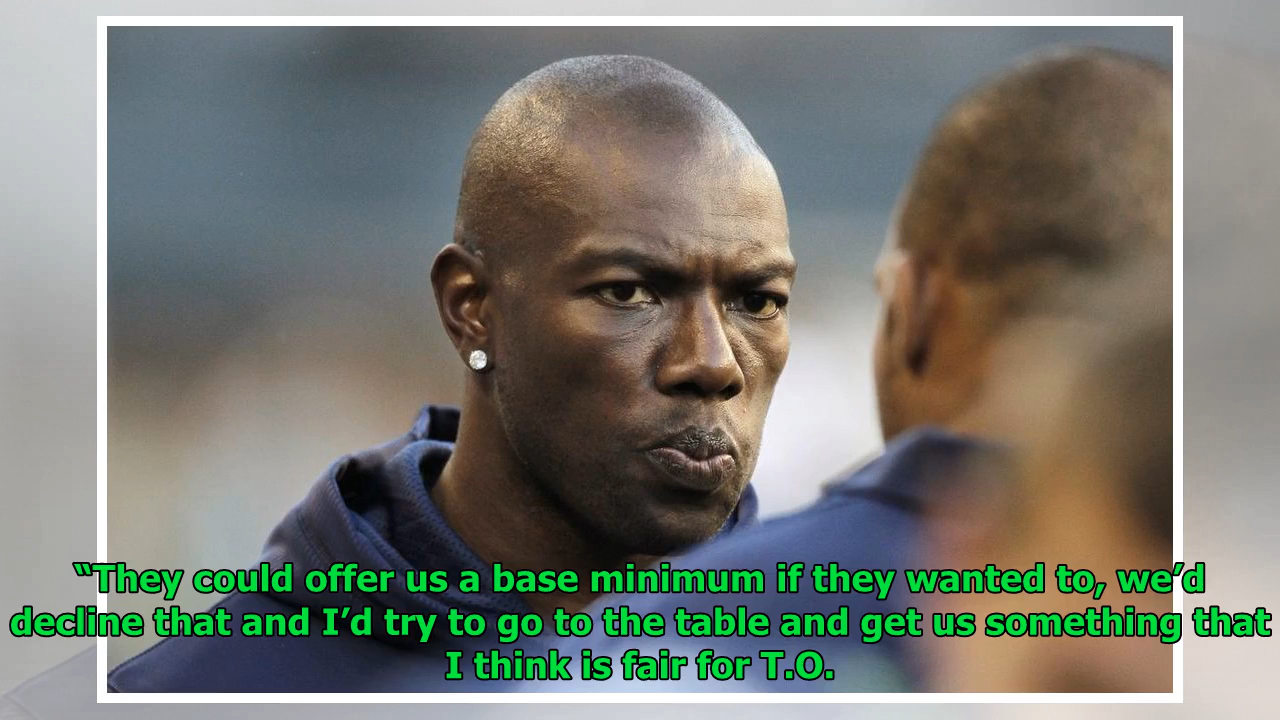 “They could offer us a base minimum if they wanted to, we’d
decline that and I’d try to go to the table and get us something that
I think is fair for T.O.